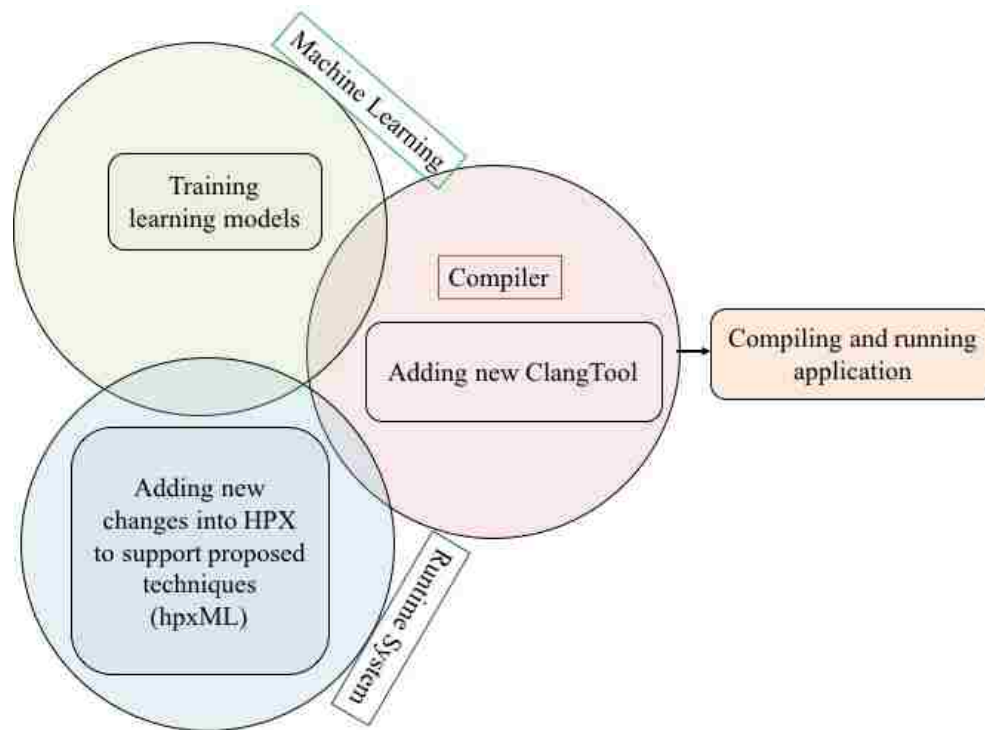 Machine Learning
Training
learning models
Compiler
Adding new ClangTool
Compiling and running
application
Adding new
changes into HPX
to support proposed
techniques
(hpxML)
Runtime System